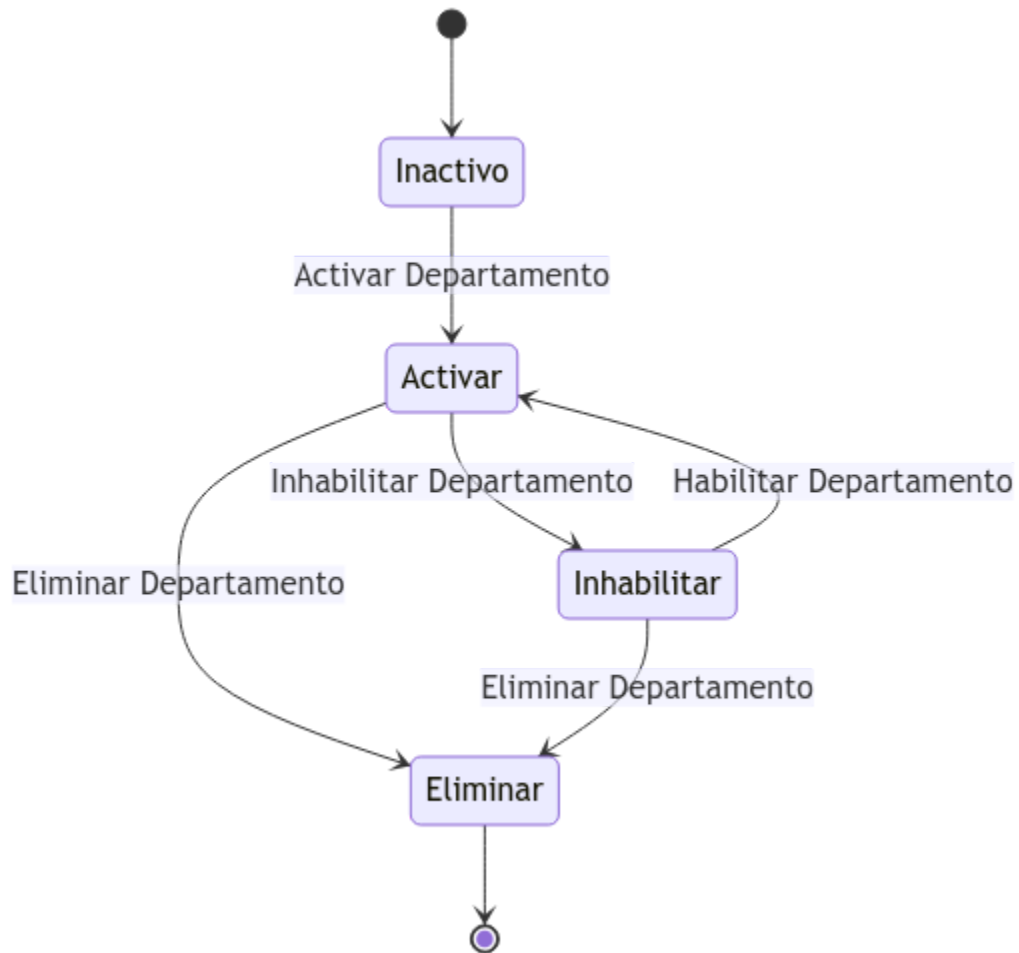 Inactivo
Activar Departamento
Activar
Inhabilitar Departamento
Habilitar Departamento
Eliminar Departamento
Inhabilitar
Eliminar Departamento
Eliminar